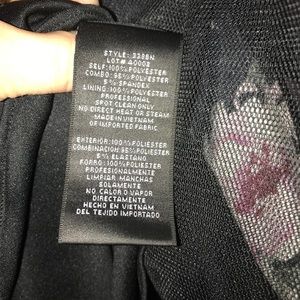 STYLE: 3388N
LOT# A0003
SELF:100% POLYESTER
COMBO: 95% POLYESTER
5% SPANDEX
LINING: 100% POLYESTER
PROFESSIONAL
SPOT CLEAN ONLY
NO DIRECT HEAT OR STEAM
MADE IN VIETNAM
OF IMPORTED FABRIC
EXTERIOR: 100% POLIESTER
COMBINACION: 95% POLIESTER
5% ELASTANO
FORRO: 100% POLIESTER
PROFESIONALMENTE
LIMPIAR MANCHAS
SOLAMENTE
NO CALOR O VAPOR
DIRECTAMENTE
HECHO EN VIETNAM
DEL TEJIDO IMPORTADO